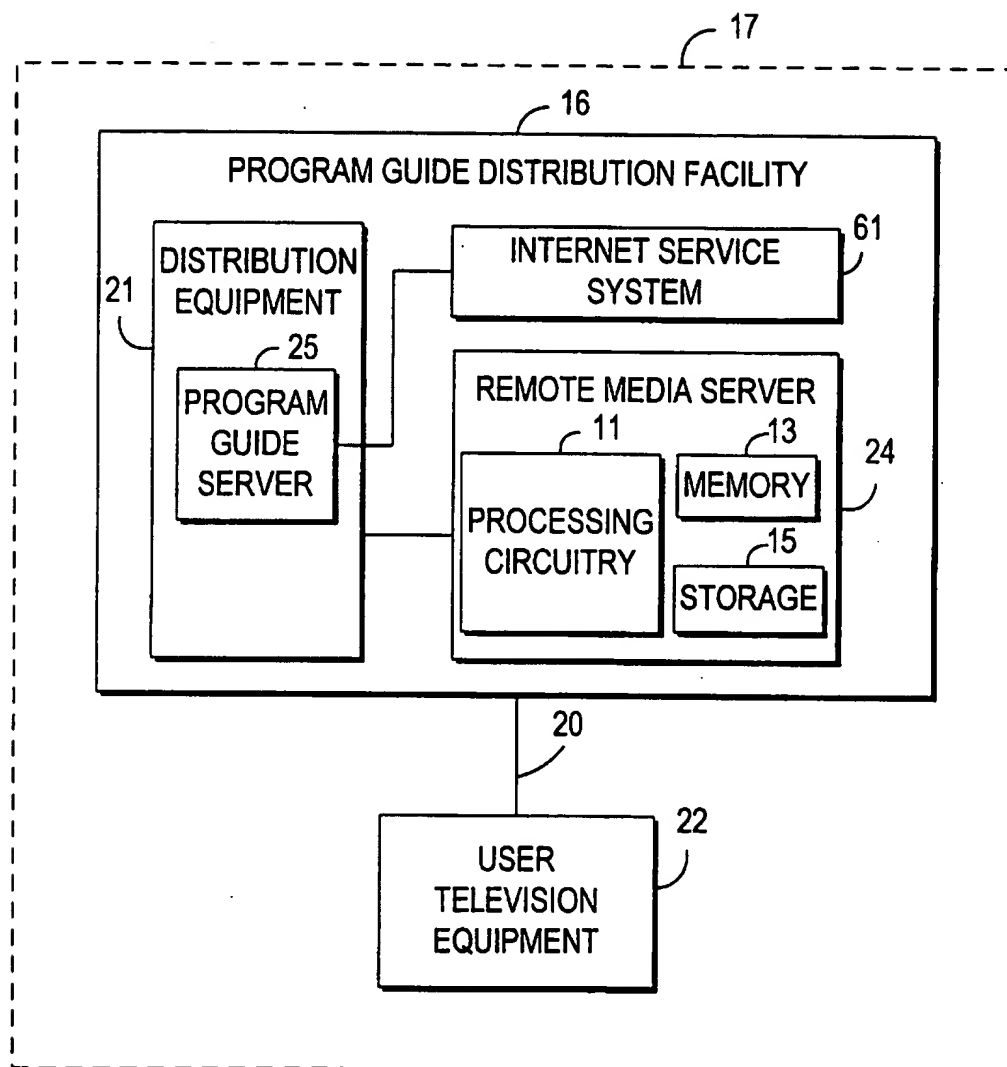 17
16
PROGRAM GUIDE DISTRIBUTION FACILITY
DISTRIBUTION
EQUIPMENT
21
25
PROGRAM
GUIDE
SERVER
INTERNET SERVICE
SYSTEM
61
REMOTE MEDIA SERVER
11
PROCESSING
CIRCUITRY
13
MEMORY
24
15
STORAGE
20
22
USER
TELEVISION
EQUIPMENT